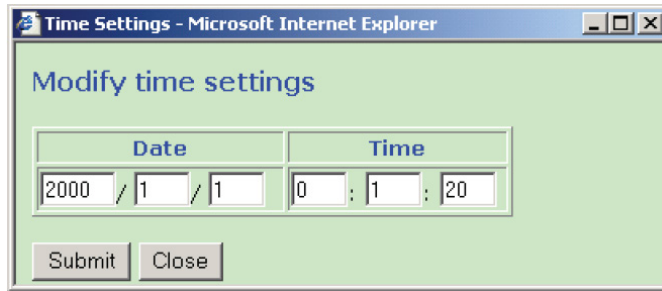 Time Settings - Microsoft Internet Explorer
Modify time settings
Date Time
2000 / 1 / 1 0 : 1 : 20
Submit Close